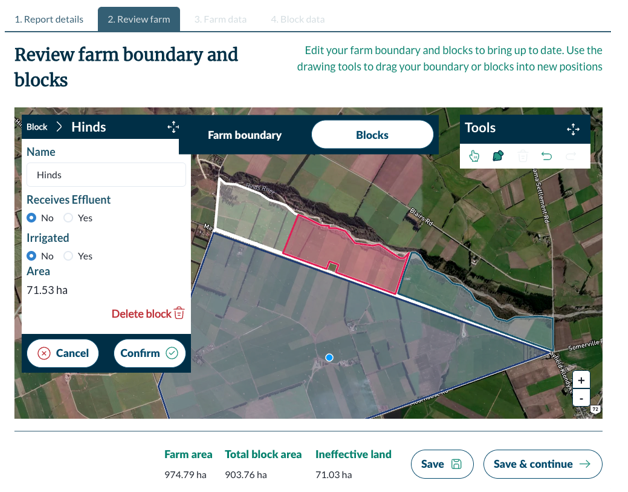 1. Report details
2. Review farm
3. Farm data
4. Block data
Review farm boundary and
blocks
Edit your farm boundary and blocks to bring up to date. Use the
drawing tools to drag your boundary or blocks into new positions
Block > Hinds
Farm boundary
Blocks
Tools
Name
Hinds
Receives Effluent
No
Yes
Irrigated
No
Yes
Area
71.53 ha
Delete block
Cancel
Confirm
Blairs Rd
Somerville
+
-
72
Farm area
Total block area
Ineffective land
974.79 ha
903.76 ha
71.03 ha
Save
Save & continue